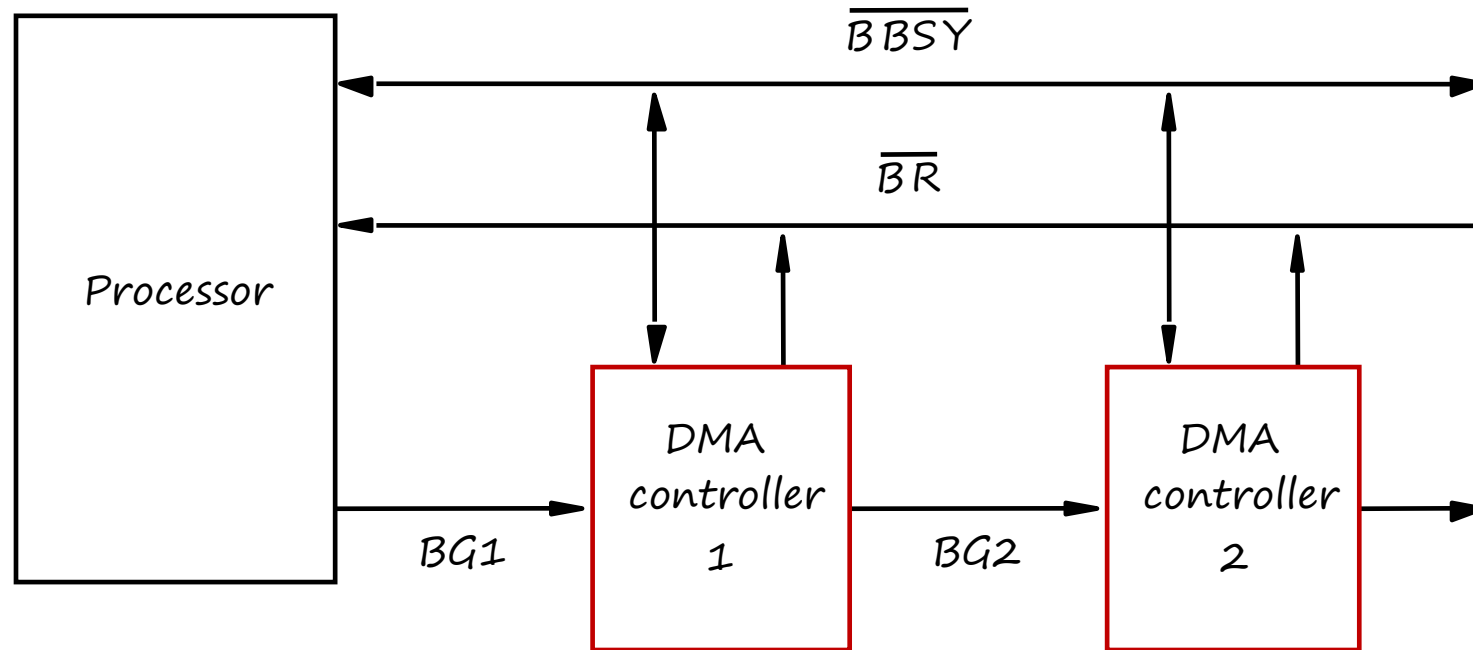 BBSY
BR
Processor
DMA
controller
1
DMA
controller
2
BG1
BG2